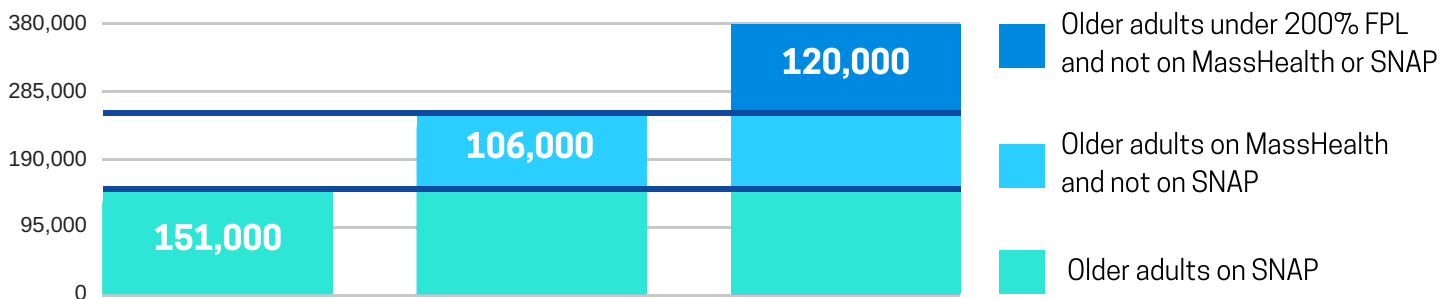 380,000
285,000
190,000
95,000
0
120,000
106,000
151,000
Older adults under 200% FPL
and not on MassHealth or SNAP
Older adults on MassHealth
and not on SNAP
Older adults on SNAP